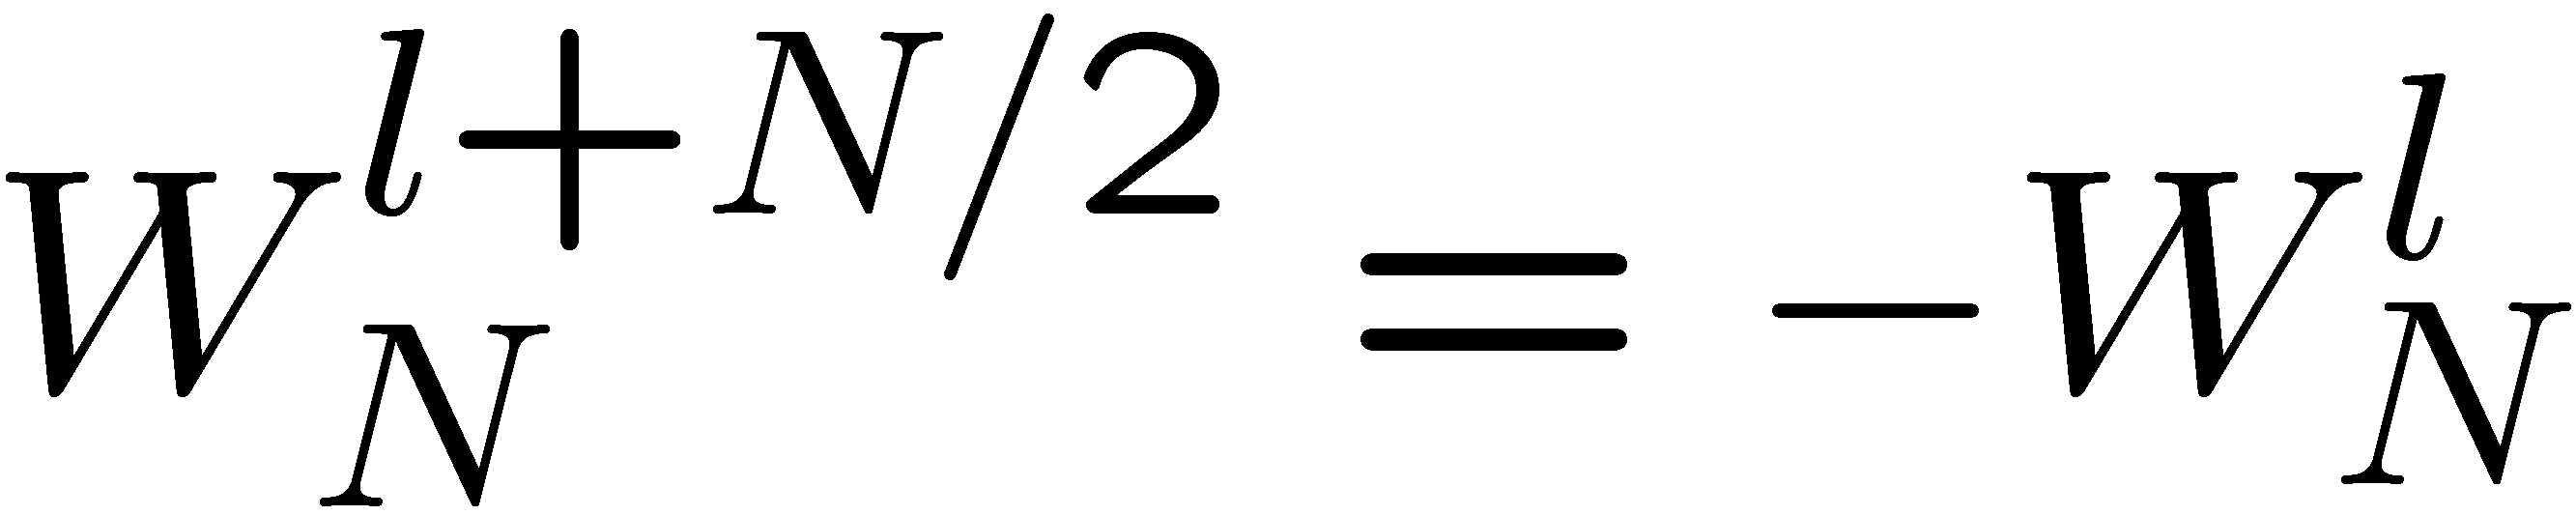 $W_N^{l+N/2} = -W_N^l$